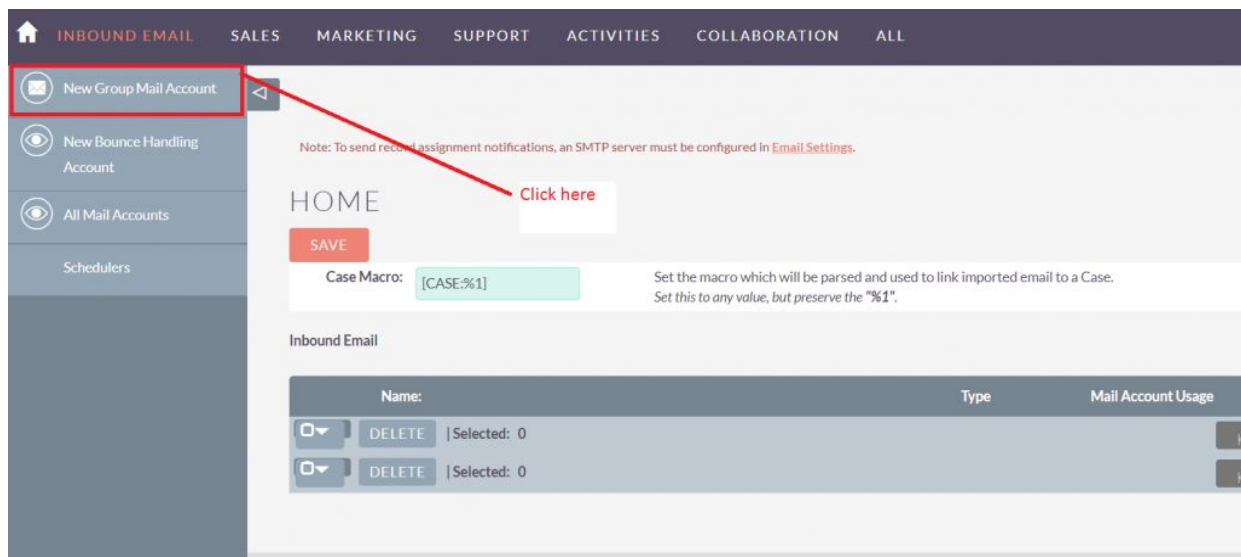 INBOUND EMAIL SALES MARKETING SUPPORT ACTIVITIES COLLABORATION ALL
New Group Mail Account
New Bounce Handling
Account
All Mail Accounts
Schedulers
Note: To send record assignment notifications, an SMTP server must be configured in Email Settings.
Click here
HOME
SAVE
Case Macro: [CASE:%1] Set the macro which will be parsed and used to link imported email to a Case.
Set this to any value, but preserve the "%1".
Inbound Email
Name: Type Mail Account Usage
DELETE | Selected: 0
DELETE | Selected: 0